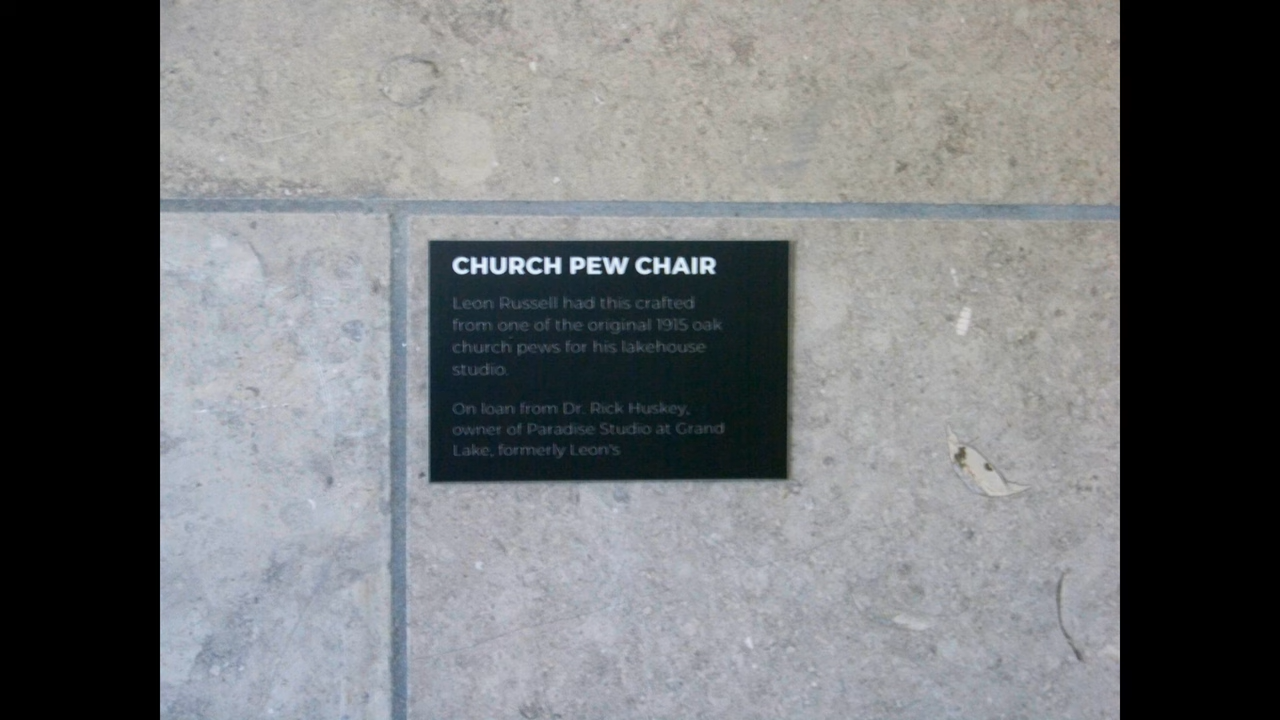 CHURCH PEW CHAIR
Leon Russell had this crafted
from one of the original 1915 oak
church pews for his lakehouse
studio.
On loan from Dr. Rick Huskey,
owner of Paradise Studio at Grand
Lake, formerly Leon's